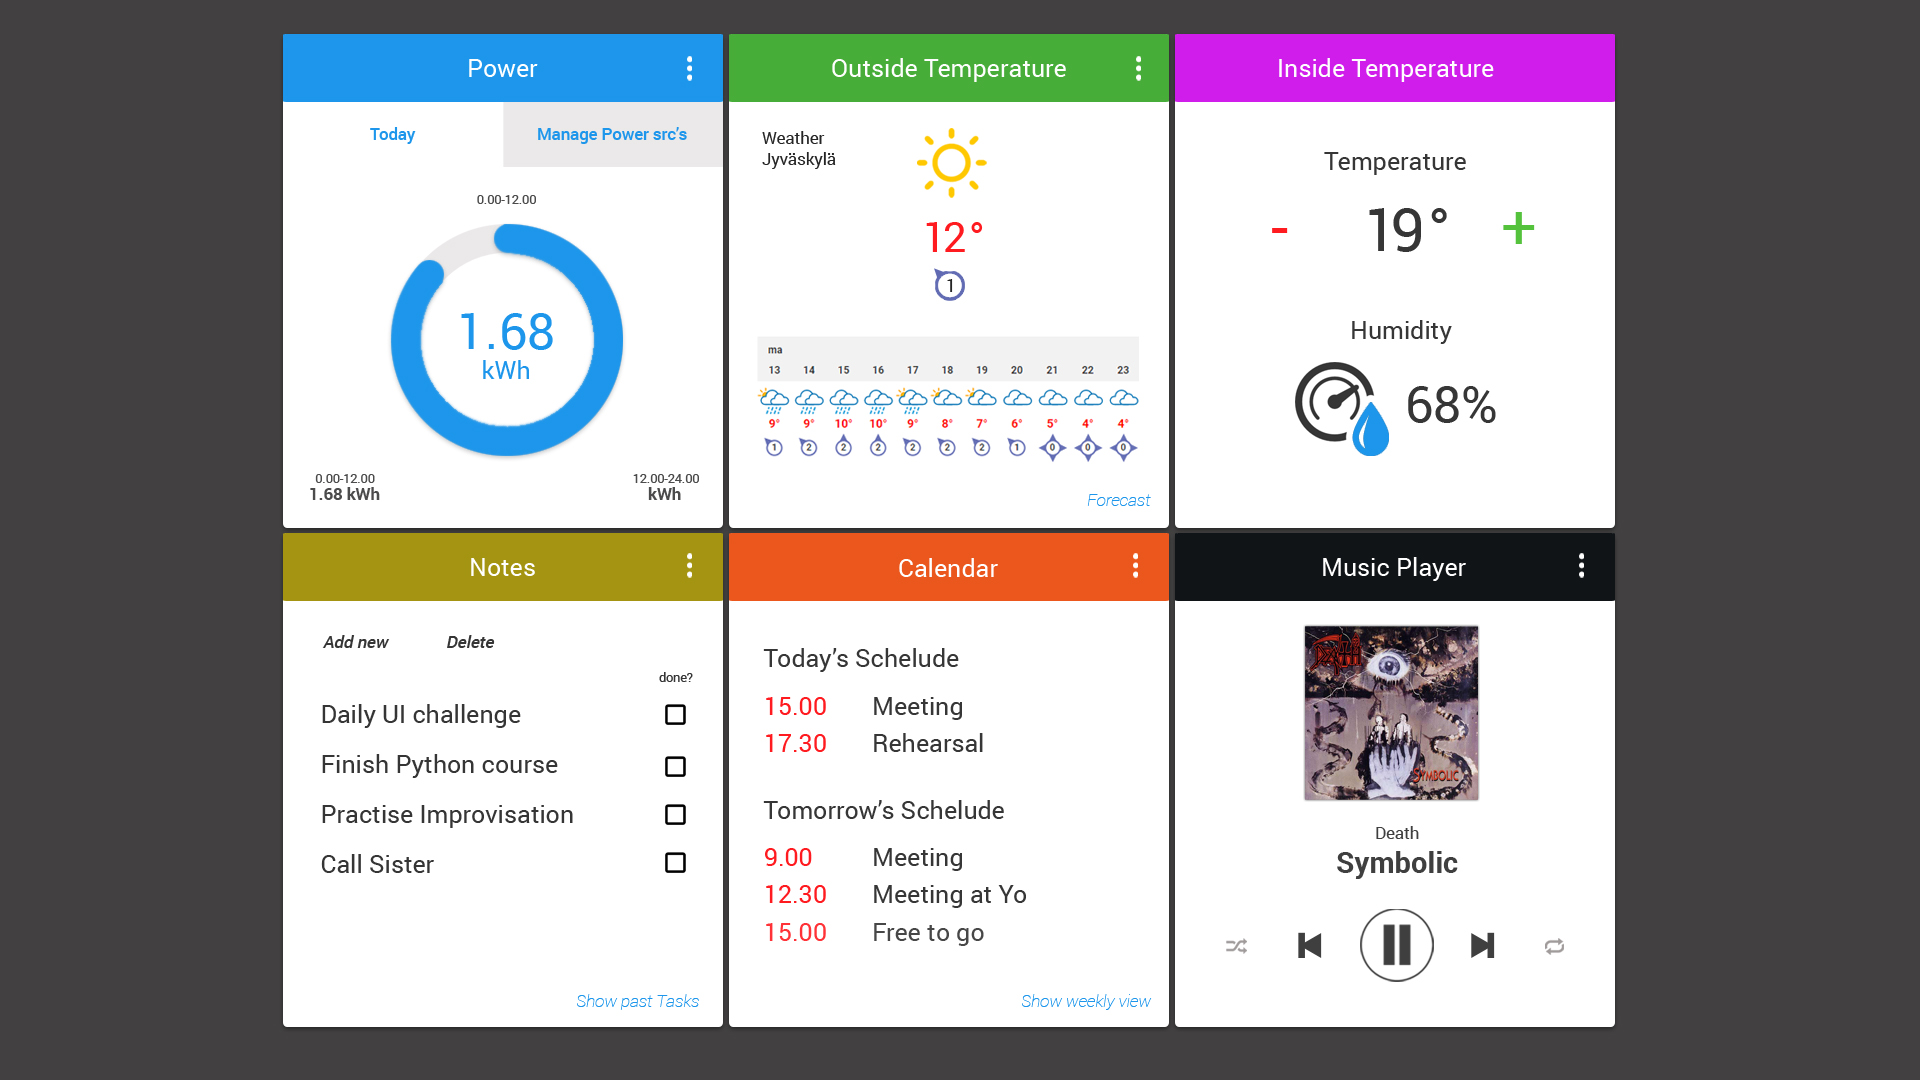 Power
Today
Manage Power src's
0.00-12.00
1.68
kWh
0.00-12.00
1.68 kWh
12.00-24.00
kWh
Outside Temperature
Weather
Jyväskylä
12°
1
ma
13 14 15 16 17 18 19 20 21 22 23
9° 9° 10° 10° 9° 8° 7° 6° 5° 4° 4°
1 2 2 2 2 2 2 1 0 0 0
Forecast
Inside Temperature
Temperature
- 19° +
Humidity
68%
Notes
Add new Delete
done?
Daily UI challenge
Finish Python course
Practise Improvisation
Call Sister
Show past Tasks
Calendar
Today's Schelude
15.00 Meeting
17.30 Rehearsal
Tomorrow's Schelude
9.00 Meeting
12.30 Meeting at Yo
15.00 Free to go
Show weekly view
Music Player
DEATH
SYMBOLIC
Death
Symbolic